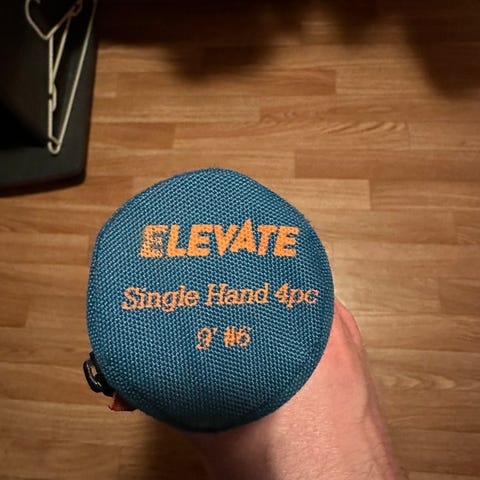 ELEVATE
Single Hand 4pc
9' #6